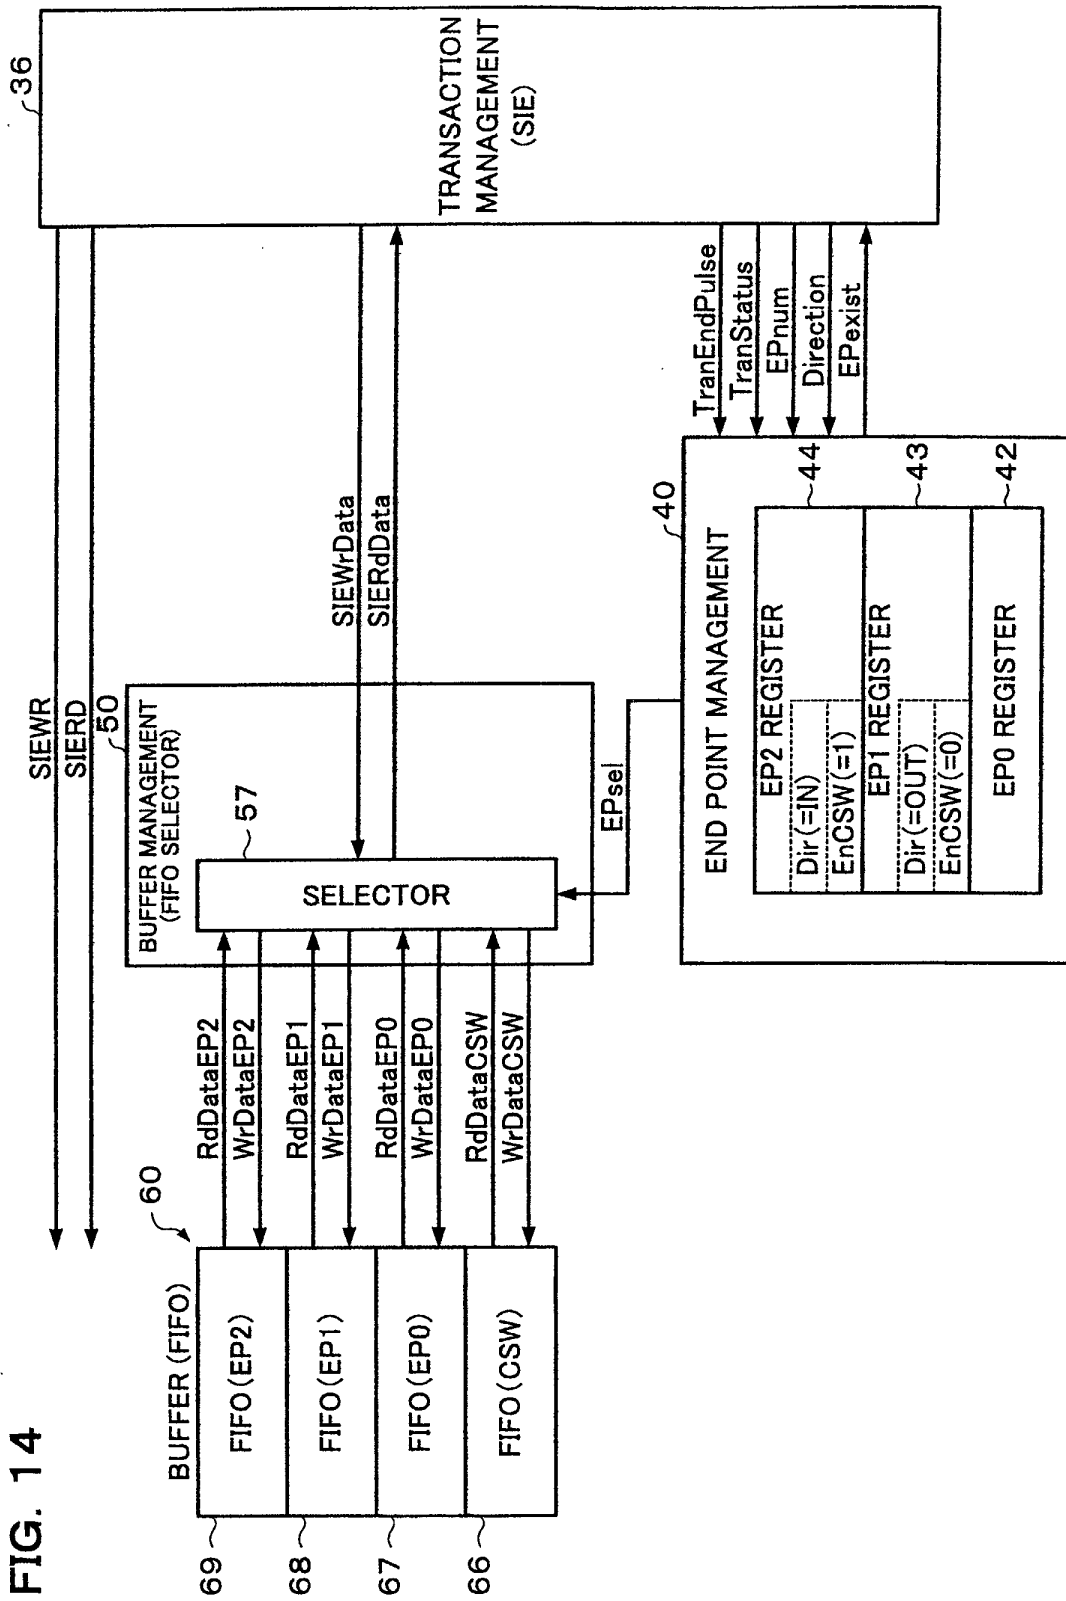 FIG. 14
BUFFER (FIFO)
60
FIFO(EP2)
FIFO(EP1)
FIFO(EP0)
FIFO(CSW)
69
68
67
66
SIEWR
SIERD
RdDataEP2
WrDataEP2
RdDataEP1
WrDataEP1
RdDataEP0
WrDataEP0
RdDataCSW
WrDataCSW
50
BUFFER MANAGEMENT
(FIFO SELECTOR)
57
SELECTOR
SIEWrData
SIERdData
EPsel
40
END POINT MANAGEMENT
EP2 REGISTER
Dir(=IN)
EnCSW(=1)
44
EP1 REGISTER
Dir(=OUT)
EnCSW(=0)
43
EP0 REGISTER
42
TranEndPulse
TranStatus
EPnum
Direction
EPexist
36
TRANSACTION
MANAGEMENT
(SIE)